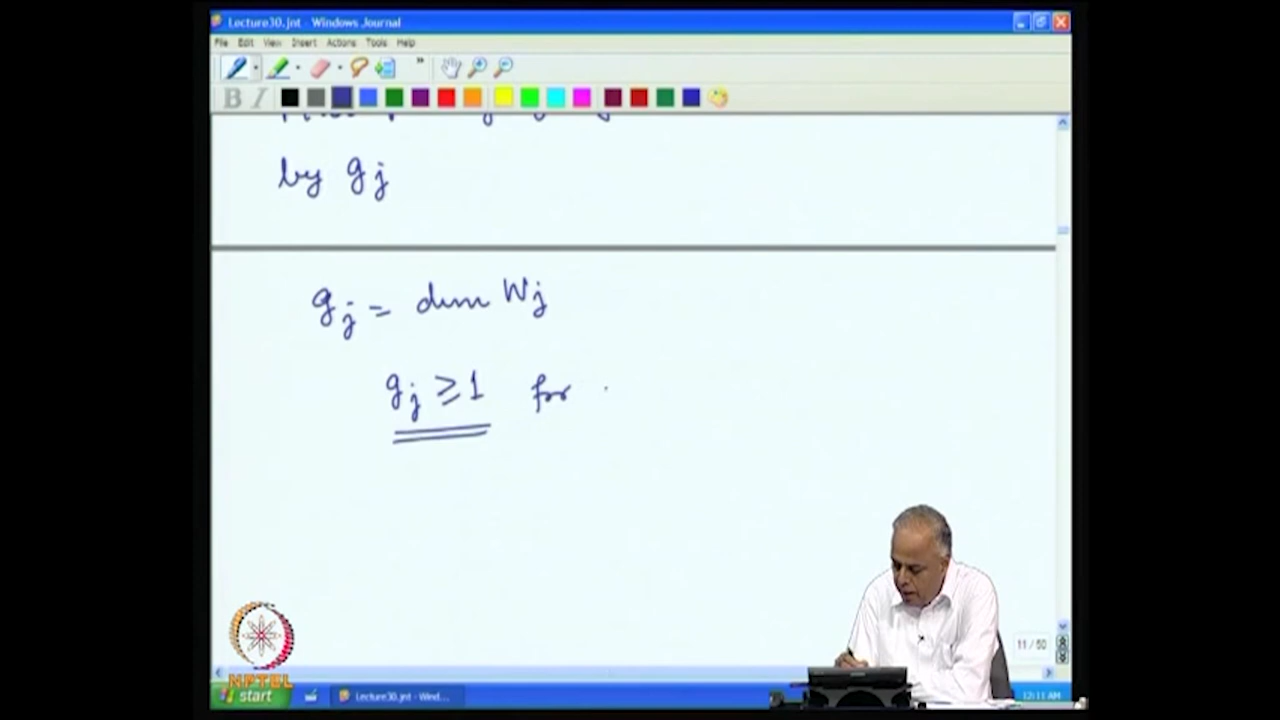 Lecture30.jnt - Windows Journal
File Edit View Insert Actions Tools Help
B I
by gj
gj = dim Wj
gj ≥ 1 for
11 / 50
NPTEL
start Lecture30.jnt - Wind... 12:11 AM